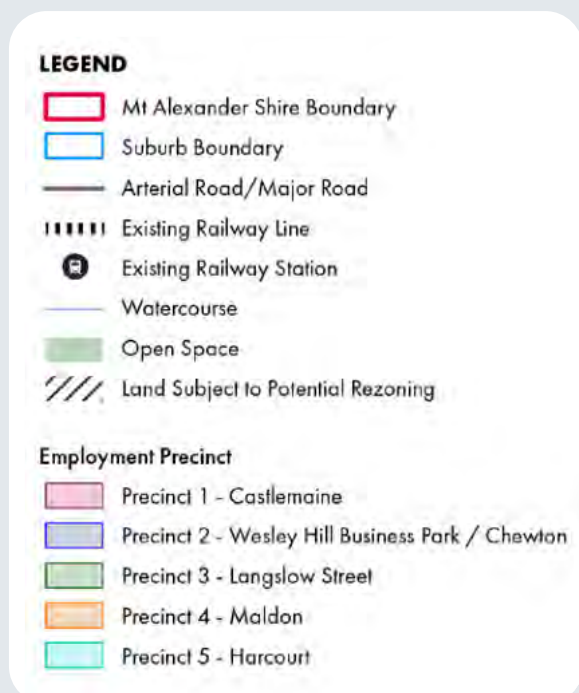 LEGEND
Mt Alexander Shire Boundary
Suburb Boundary
Arterial Road/Major Road
Existing Railway Line
Existing Railway Station
Watercourse
Open Space
Land Subject to Potential Rezoning
Employment Precinct
Precinct 1 - Castlemaine
Precinct 2 - Wesley Hill Business Park / Chewton
Precinct 3 - Langslow Street
Precinct 4 - Maldon
Precinct 5 - Harcourt